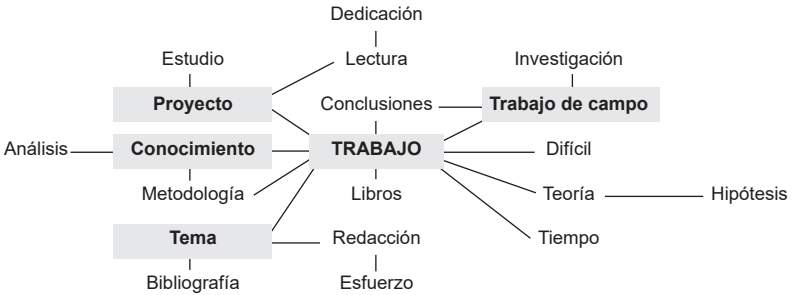 Dedicación
Estudio Lectura Investigación
Proyecto Conclusiones Trabajo de campo
Análisis Conocimiento TRABAJO Difícil
Metodología Libros Teoría Hipótesis
Tema Redacción Tiempo
Bibliografía Esfuerzo